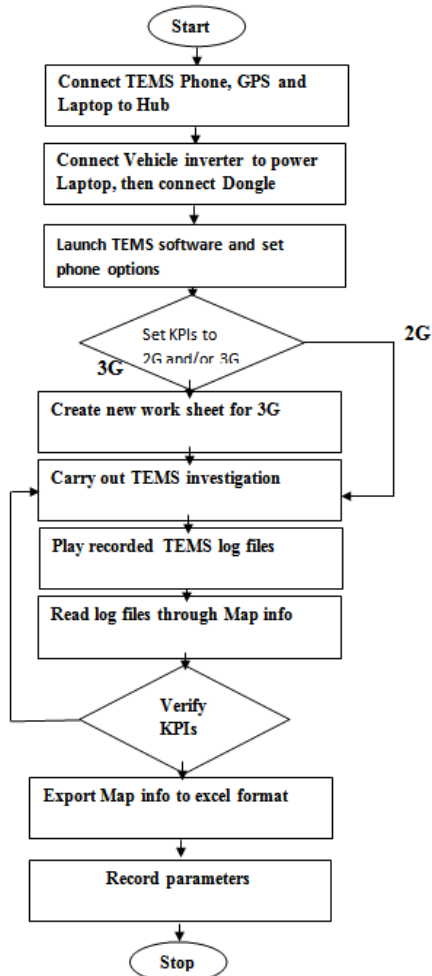 Start
Connect TEMS Phone, GPS and
Laptop to Hub
Connect Vehicle inverter to power
Laptop, then connect Dongle
Launch TEMS software and set
phone options
Set KPIs to
2G and/or 3G
2G
3G
Create new work sheet for 3G
Carry out TEMS investigation
Play recorded TEMS log files
Read log files through Map info
Verify
KPIs
Export Map info to excel format
Record parameters
Stop